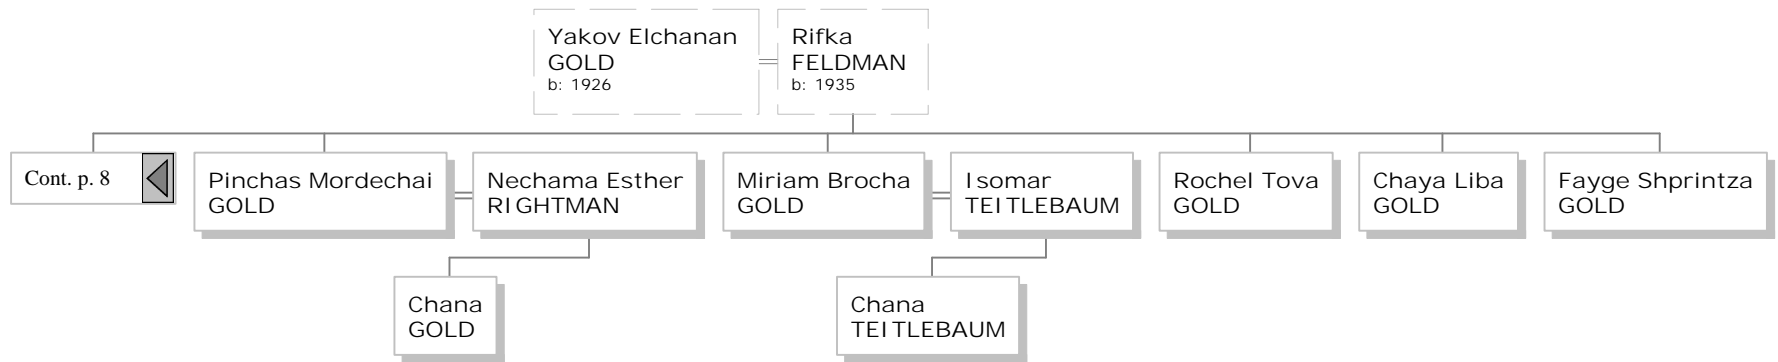 Yakov Elchanan
GOLD
b: 1926
Rifka
FELDMAN
b: 1935
Cont. p. 8
Pinchas Mordechai
GOLD
Nechama Esther
RIGHTMAN
Miriam Brocha
GOLD
Isomar
TEITLEBAUM
Rochel Tova
GOLD
Chaya Liba
GOLD
Fayge Shprintza
GOLD
Chana
GOLD
Chana
TEITLEBAUM